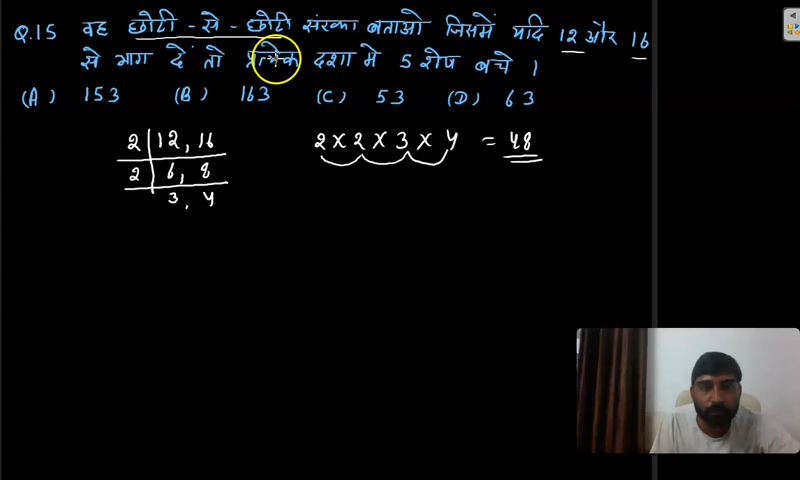 Q.15 वह छोटी-से-छोटी संख्या बताओ जिसमें यदि 12 और 16
से भाग दें तो प्रत्येक दशा मे 5 शेष बचे ।
(A) 153 (B) 163 (C) 53 (D) 63
2 | 12, 16
2 | 6, 8
3, 4
2 × 2 × 3 × 4 = 48